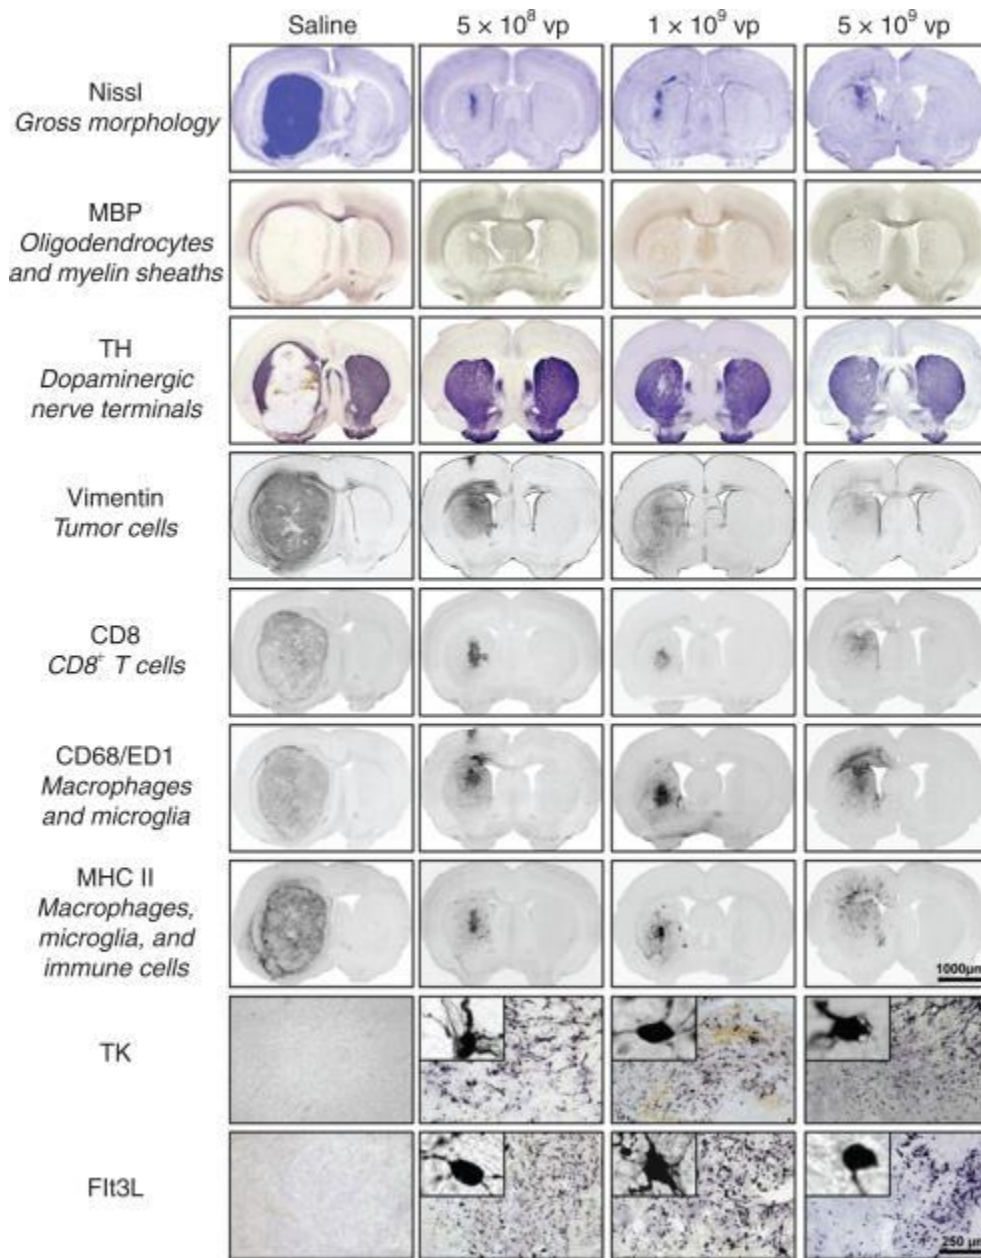 Saline 5 × 10⁸ vp 1 × 10⁹ vp 5 × 10⁹ vp
Nissl
Gross morphology
MBP
Oligodendrocytes
and myelin sheaths
TH
Dopaminergic
nerve terminals
Vimentin
Tumor cells
CD8
CD8⁺ T cells
CD68/ED1
Macrophages
and microglia
MHC II
Macrophages,
microglia, and
immune cells
1000µm
TK
Flt3L
250 µm